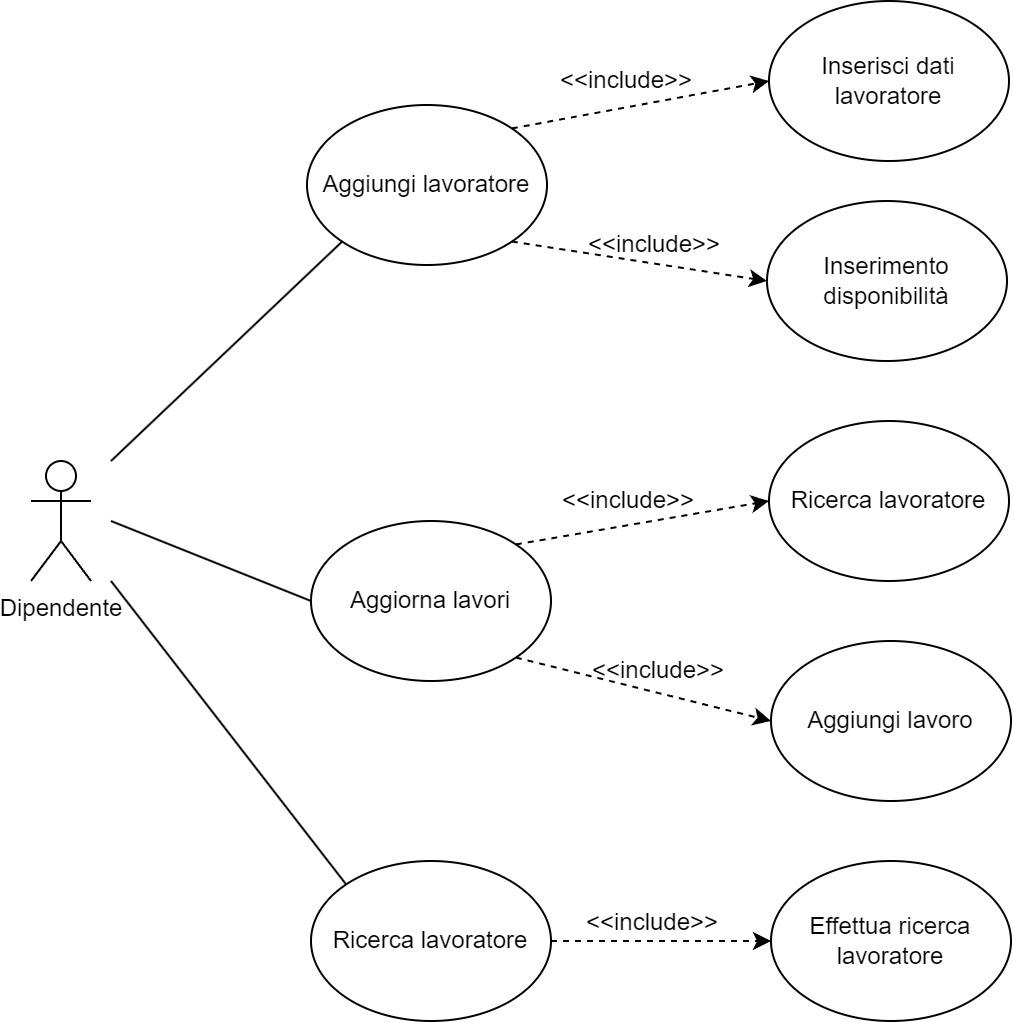 <<include>>
Inserisci dati
lavoratore
Aggiungi lavoratore
<<include>>
Inserimento
disponibilità
<<include>>
Ricerca lavoratore
Dipendente
Aggiorna lavori
<<include>>
Aggiungi lavoro
Ricerca lavoratore
<<include>>
Effettua ricerca
lavoratore